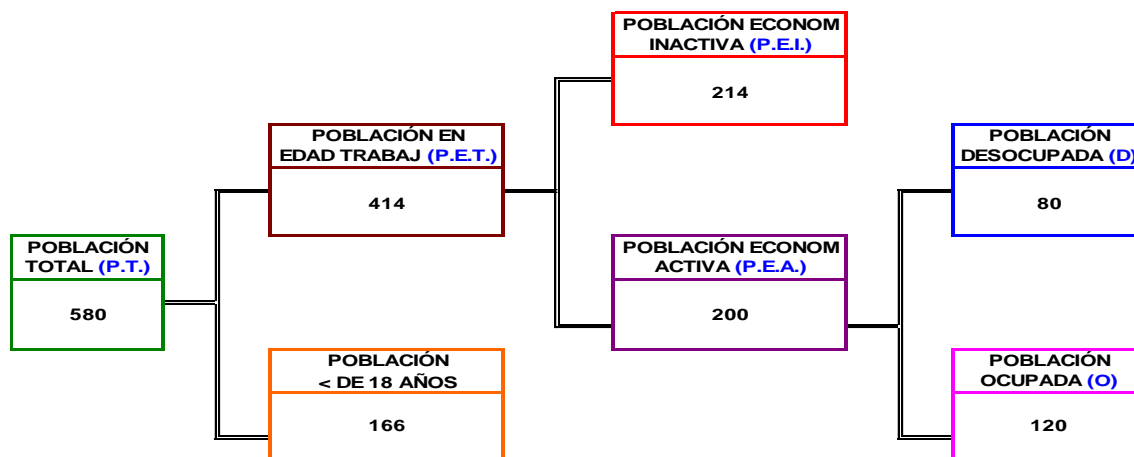 POBLACIÓN ECONOM
INACTIVA (P.E.I.)
214
POBLACIÓN EN
EDAD TRABAJ (P.E.T.)
414
POBLACIÓN
DESOCUPADA (D)
80
POBLACIÓN
TOTAL (P.T.)
580
POBLACIÓN ECONOM
ACTIVA (P.E.A.)
200
POBLACIÓN
< DE 18 AÑOS
166
POBLACIÓN
OCUPADA (O)
120